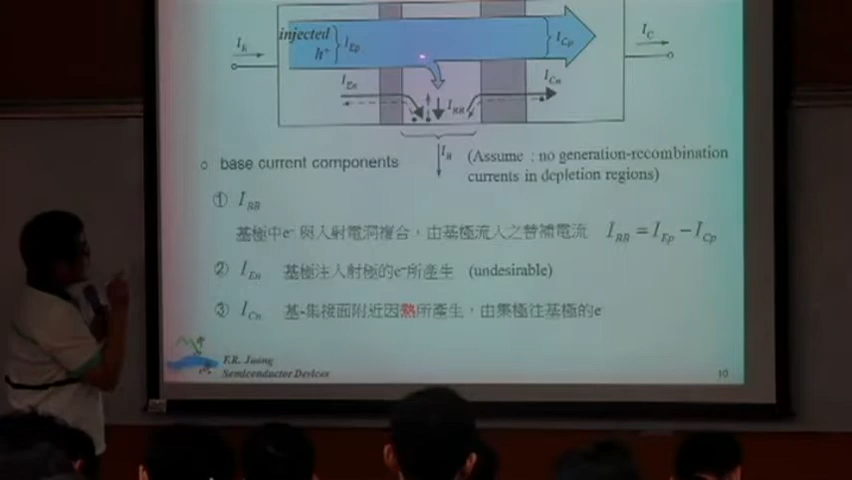 injected
h⁺ } I_Ep
I_Cp
I_E
I_C
I_En
I_BB
I_Cn
I_B
(Assume : no generation-recombination
currents in depletion regions)
○ base current components
① I_BB
基極中e⁻ 與入射電洞複合，由基極流入之替補電流 I_BB = I_Ep − I_Cp
② I_En 基極注入射極的e⁻所產生 (undesirable)
③ I_Cn 基-集接面附近因熱所產生，由集極往基極的e⁻
F.R. Juang
Semiconductor Devices
10